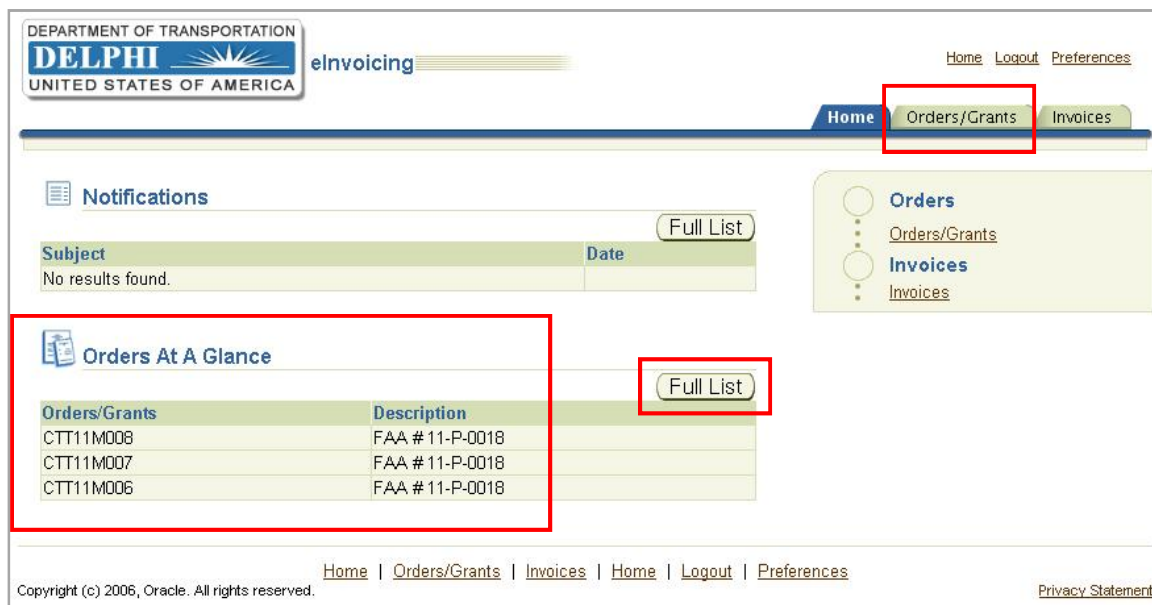 DEPARTMENT OF TRANSPORTATION
DELPHI
UNITED STATES OF AMERICA
eInvoicing
Home Logout Preferences
Home Orders/Grants Invoices
Notifications
Full List
Subject Date
No results found.
Orders
Orders/Grants
Invoices
Invoices
Orders At A Glance
Full List
Orders/Grants Description
CTT11M008 FAA # 11-P-0018
CTT11M007 FAA # 11-P-0018
CTT11M006 FAA # 11-P-0018
Home | Orders/Grants | Invoices | Home | Logout | Preferences
Copyright (c) 2006, Oracle. All rights reserved.
Privacy Statement